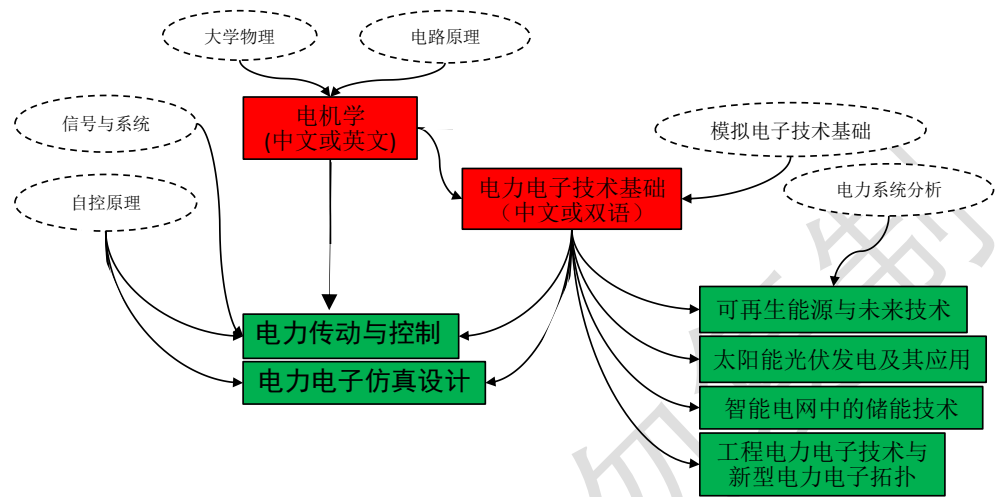 大学物理
电路原理
信号与系统
电机学
(中文或英文)
模拟电子技术基础
自控原理
电力电子技术基础
（中文或双语）
电力系统分析
电力传动与控制
可再生能源与未来技术
电力电子仿真设计
太阳能光伏发电及其应用
智能电网中的储能技术
工程电力电子技术与
新型电力电子拓扑
勿
制